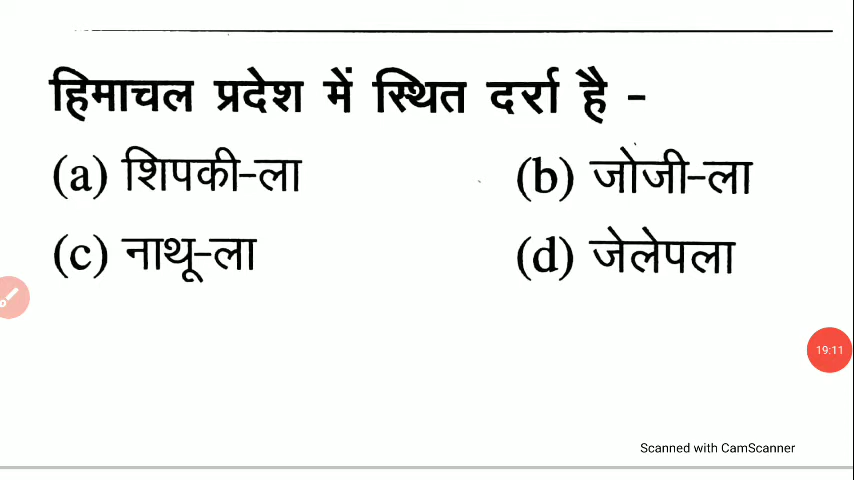 हिमाचल प्रदेश में स्थित दर्रा है -
(a) शिपकी-ला (b) जोजी-ला
(c) नाथू-ला (d) जेलेपला
19:11
Scanned with CamScanner